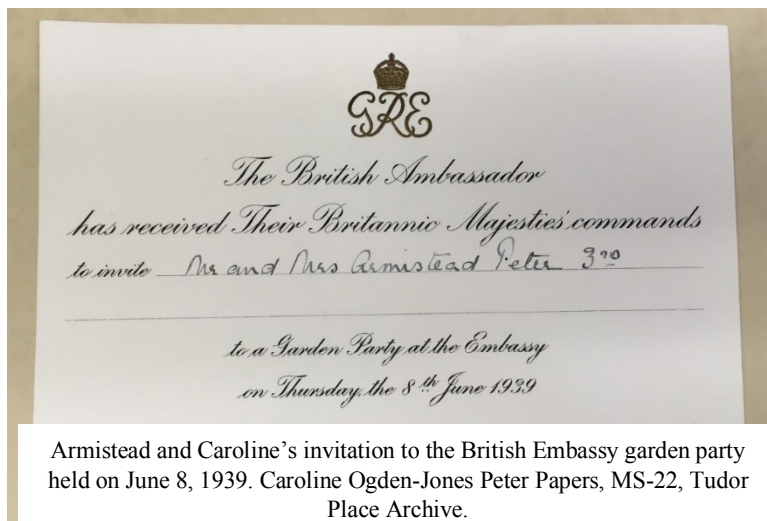 GRE
The British Ambassador
has received Their Britannic Majesties' commands
to invite Mr and Mrs Armistead Peter 3rd
to a Garden Party at the Embassy
on Thursday, the 8th June 1939
Armistead and Caroline's invitation to the British Embassy garden party
held on June 8, 1939. Caroline Ogden-Jones Peter Papers, MS-22, Tudor
Place Archive.